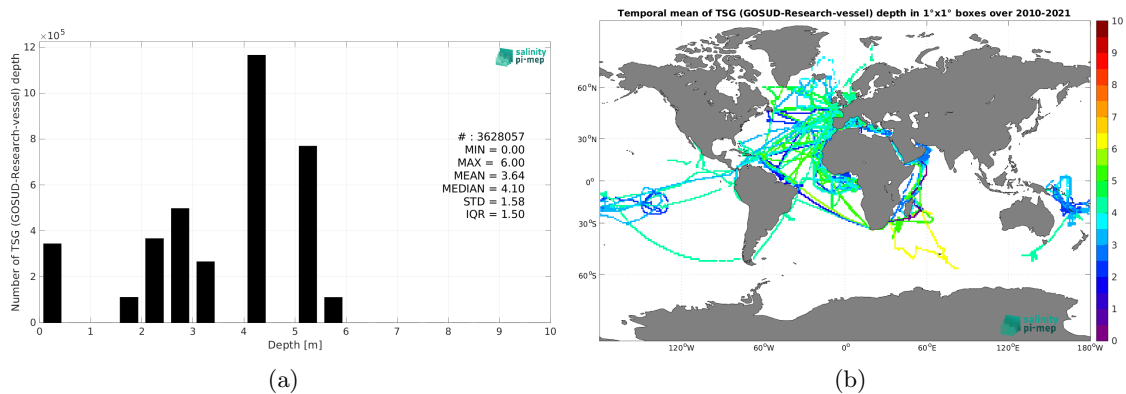 ×10⁵
12
10
8
6
4
2
0
Number of TSG (GOSUD-Research-vessel) depth
salinity
pi-mep
# : 3628057
MIN = 0.00
MAX = 6.00
MEAN = 3.64
MEDIAN = 4.10
STD = 1.58
IQR = 1.50
0 1 2 3 4 5 6 7 8 9 10
Depth [m]
(a)
Temporal mean of TSG (GOSUD-Research-vessel) depth in 1°x1° boxes over 2010-2021
60°N
30°N
15°N
0°
15°S
30°S
60°S
120°W 60°W 0° 60°E 120°E 180°W
salinity
pi-mep
10
9
8
7
6
5
4
3
2
1
0
(b)